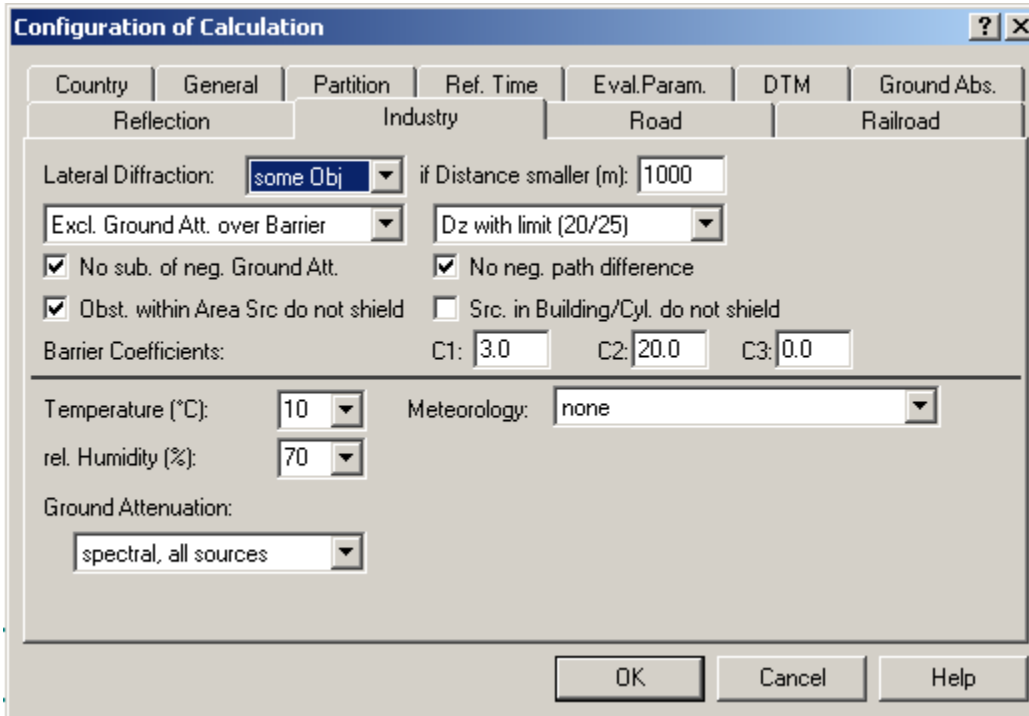 Configuration of Calculation
Country General Partition Ref. Time Eval.Param. DTM Ground Abs.
Reflection Industry Road Railroad
Lateral Diffraction: some Obj if Distance smaller (m): 1000
Excl. Ground Att. over Barrier Dz with limit (20/25)
No sub. of neg. Ground Att. No neg. path difference
Obst. within Area Src do not shield Src. in Building/Cyl. do not shield
Barrier Coefficients: C1: 3.0 C2: 20.0 C3: 0.0
Temperature (°C): 10 Meteorology: none
rel. Humidity (%): 70
Ground Attenuation:
spectral, all sources
OK Cancel Help